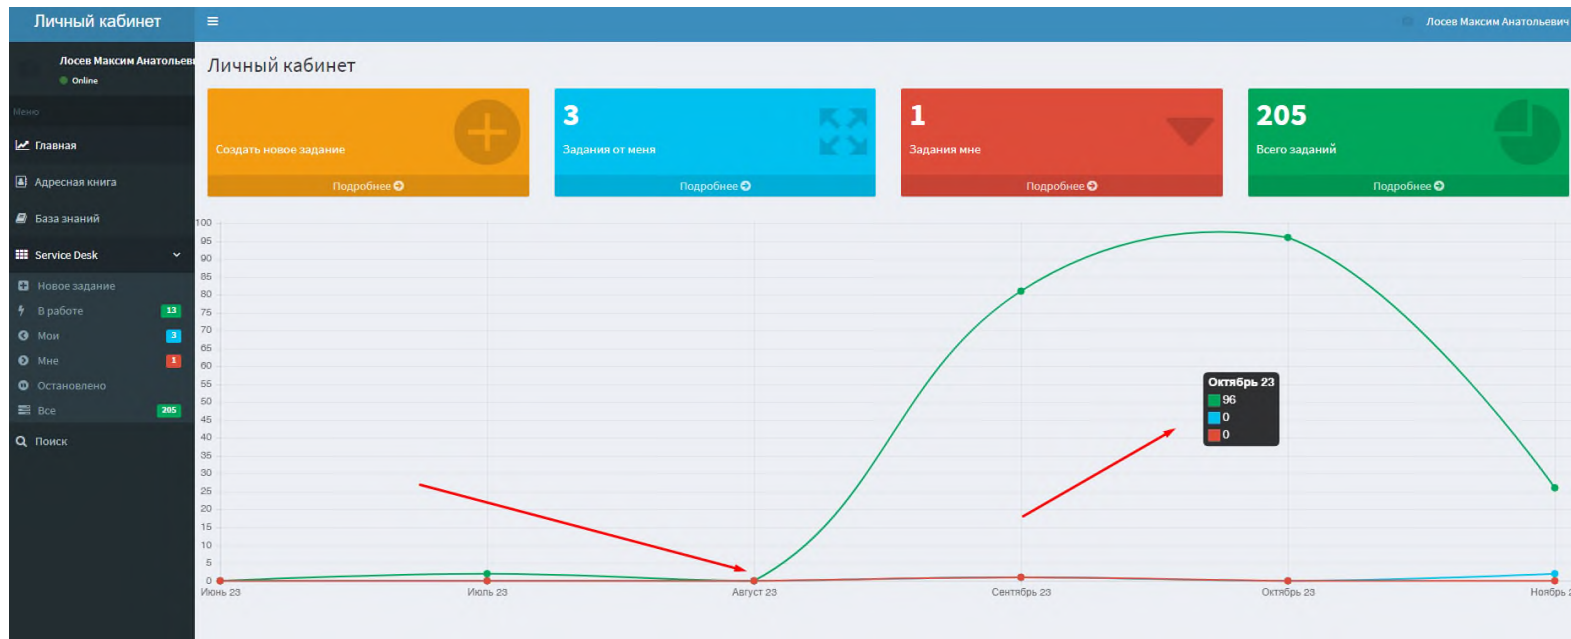 Личный кабинет
Лосев Максим Анатольевич
Лосев Максим Анатольеви
Online
Меню
Главная
Адресная книга
База знаний
Service Desk
Новое задание
В работе 13
Мои 3
Мне 1
Остановлено
Все 205
Поиск
Личный кабинет
Создать новое задание
Подробнее
3
Задания от меня
Подробнее
1
Задания мне
Подробнее
205
Всего заданий
Подробнее
100
95
90
85
80
75
70
65
60
55
50
45
40
35
30
25
20
15
10
5
0
Октябрь 23
96
0
0
Июнь 23 Июль 23 Август 23 Сентябрь 23 Октябрь 23 Ноябрь 2